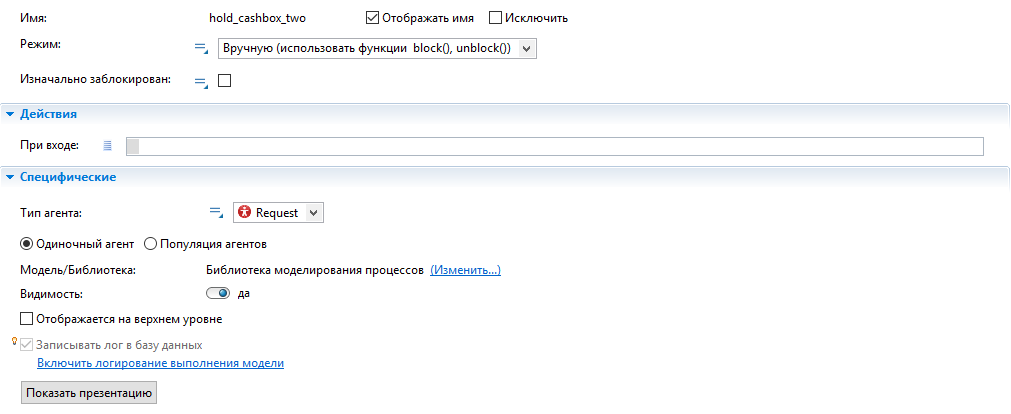 Имя: hold_cashbox_two Отображать имя Исключить
Режим: Вручную (использовать функции block(), unblock())
Изначально заблокирован:
Действия
При входе:
Специфические
Тип агента: Request
Одиночный агент Популяция агентов
Модель/Библиотека: Библиотека моделирования процессов (Изменить...)
Видимость: да
Отображается на верхнем уровне
Записывать лог в базу данных
Включить логирование выполнения модели
Показать презентацию